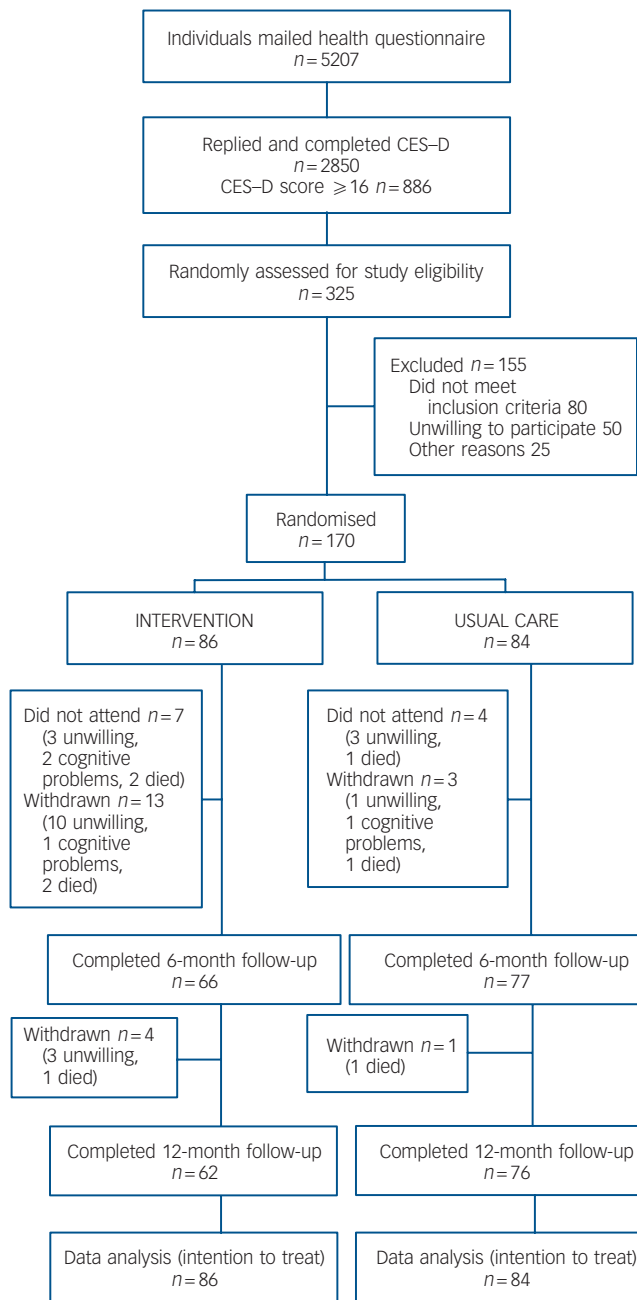 Individuals mailed health questionnaire
n=5207
Replied and completed CES–D
n=2850
CES–D score ⩾16 n=886
Randomly assessed for study eligibility
n=325
Excluded n=155
Did not meet
inclusion criteria 80
Unwilling to participate 50
Other reasons 25
Randomised
n=170
INTERVENTION
n=86
USUAL CARE
n=84
Did not attend n=7
(3 unwilling,
2 cognitive
problems, 2 died)
Withdrawn n=13
(10 unwilling,
1 cognitive
problems,
2 died)
Did not attend n=4
(3 unwilling,
1 died)
Withdrawn n=3
(1 unwilling,
1 cognitive
problems,
1 died)
Completed 6-month follow-up
n=66
Completed 6-month follow-up
n=77
Withdrawn n=4
(3 unwilling,
1 died)
Withdrawn n=1
(1 died)
Completed 12-month follow-up
n=62
Completed 12-month follow-up
n=76
Data analysis (intention to treat)
n=86
Data analysis (intention to treat)
n=84